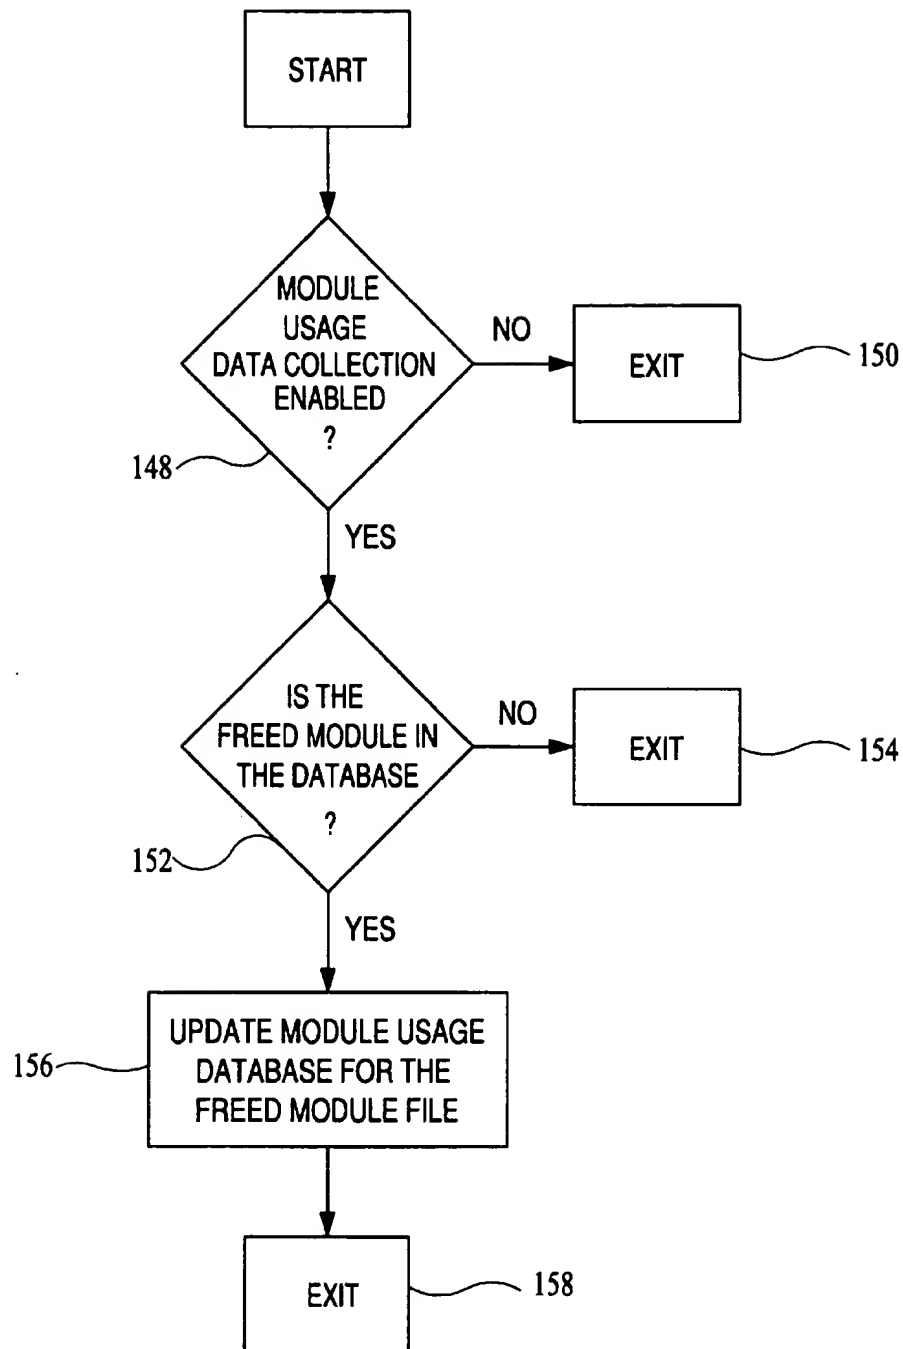 START
MODULE
USAGE
DATA COLLECTION
ENABLED
?
NO
EXIT
150
148
YES
IS THE
FREED MODULE IN
THE DATABASE
?
NO
EXIT
154
152
YES
UPDATE MODULE USAGE
DATABASE FOR THE
FREED MODULE FILE
156
EXIT
158